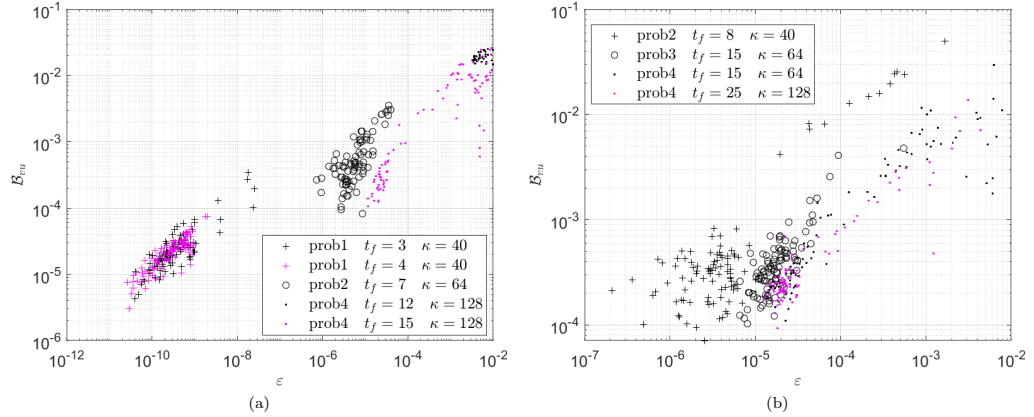 (a)
10^-1
10^-2
10^-3
10^-4
10^-5
10^-6
B_vu
10^-12 10^-10 10^-8 10^-6 10^-4 10^-2
ε
+ prob1 t_f = 3 κ = 40
+ prob1 t_f = 4 κ = 40
○ prob2 t_f = 7 κ = 64
· prob4 t_f = 12 κ = 128
· prob4 t_f = 15 κ = 128
(b)
10^-1
10^-2
10^-3
10^-4
B_vu
10^-7 10^-6 10^-5 10^-4 10^-3 10^-2
ε
+ prob2 t_f = 8 κ = 40
○ prob3 t_f = 15 κ = 64
· prob4 t_f = 15 κ = 64
· prob4 t_f = 25 κ = 128